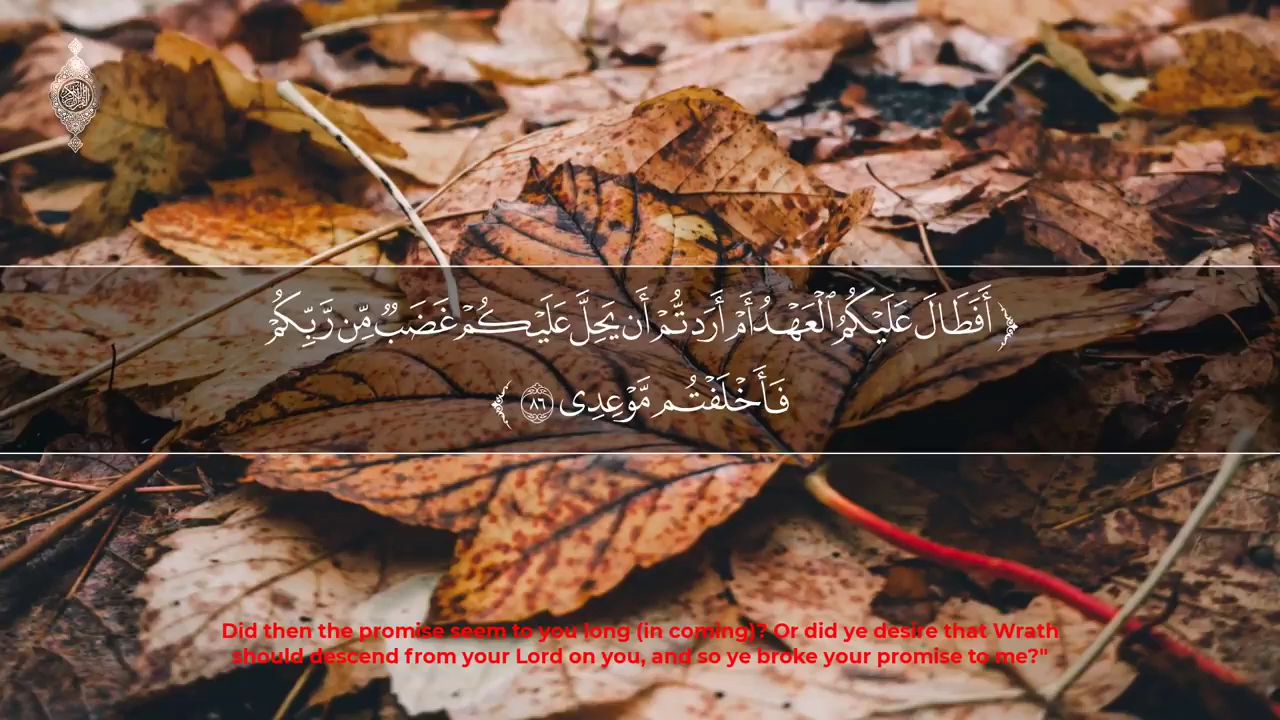 ﴿ أَفَطَالَ عَلَيْكُمُ ٱلْعَهْدُ أَمْ أَرَدتُّمْ أَن يَحِلَّ عَلَيْكُمْ غَضَبٌ مِّن رَّبِّكُمْ
فَأَخْلَفْتُم مَّوْعِدِى ٨٦ ﴾
Did then the promise seem to you long (in coming)? Or did ye desire that Wrath
should descend from your Lord on you, and so ye broke your promise to me?"